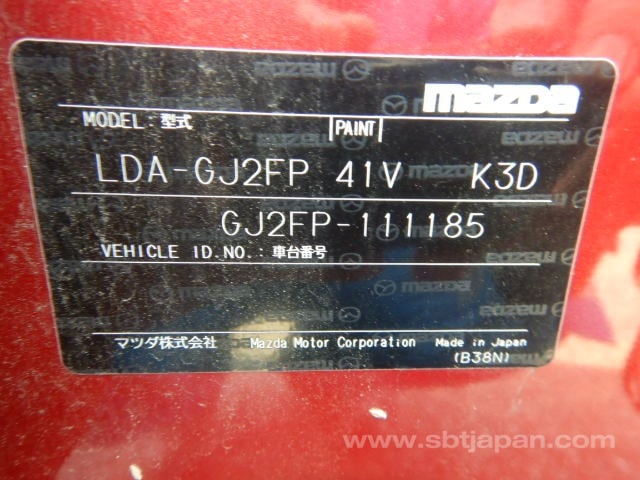 mazda
MODEL: 型式 PAINT
LDA-GJ2FP 41V K3D
GJ2FP-111185
VEHICLE ID.NO.: 車台番号
マツダ株式会社 Mazda Motor Corporation Made in Japan
(B38N)
www.sbtjapan.com